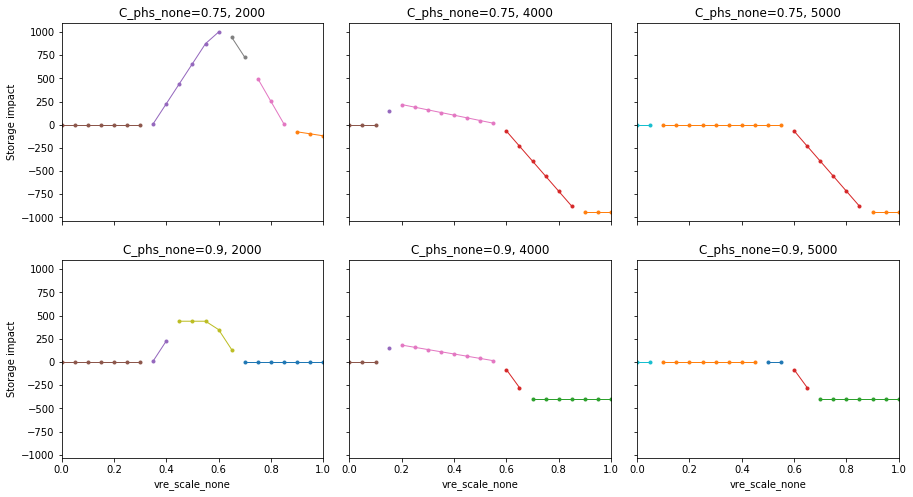 C_phs_none=0.75, 2000
C_phs_none=0.75, 4000
C_phs_none=0.75, 5000
1000
750
500
250
0
−250
−500
−750
−1000
Storage impact
C_phs_none=0.9, 2000
C_phs_none=0.9, 4000
C_phs_none=0.9, 5000
1000
750
500
250
0
−250
−500
−750
−1000
Storage impact
0.0 0.2 0.4 0.6 0.8 1.0
0.0 0.2 0.4 0.6 0.8 1.0
0.0 0.2 0.4 0.6 0.8 1.0
vre_scale_none
vre_scale_none
vre_scale_none